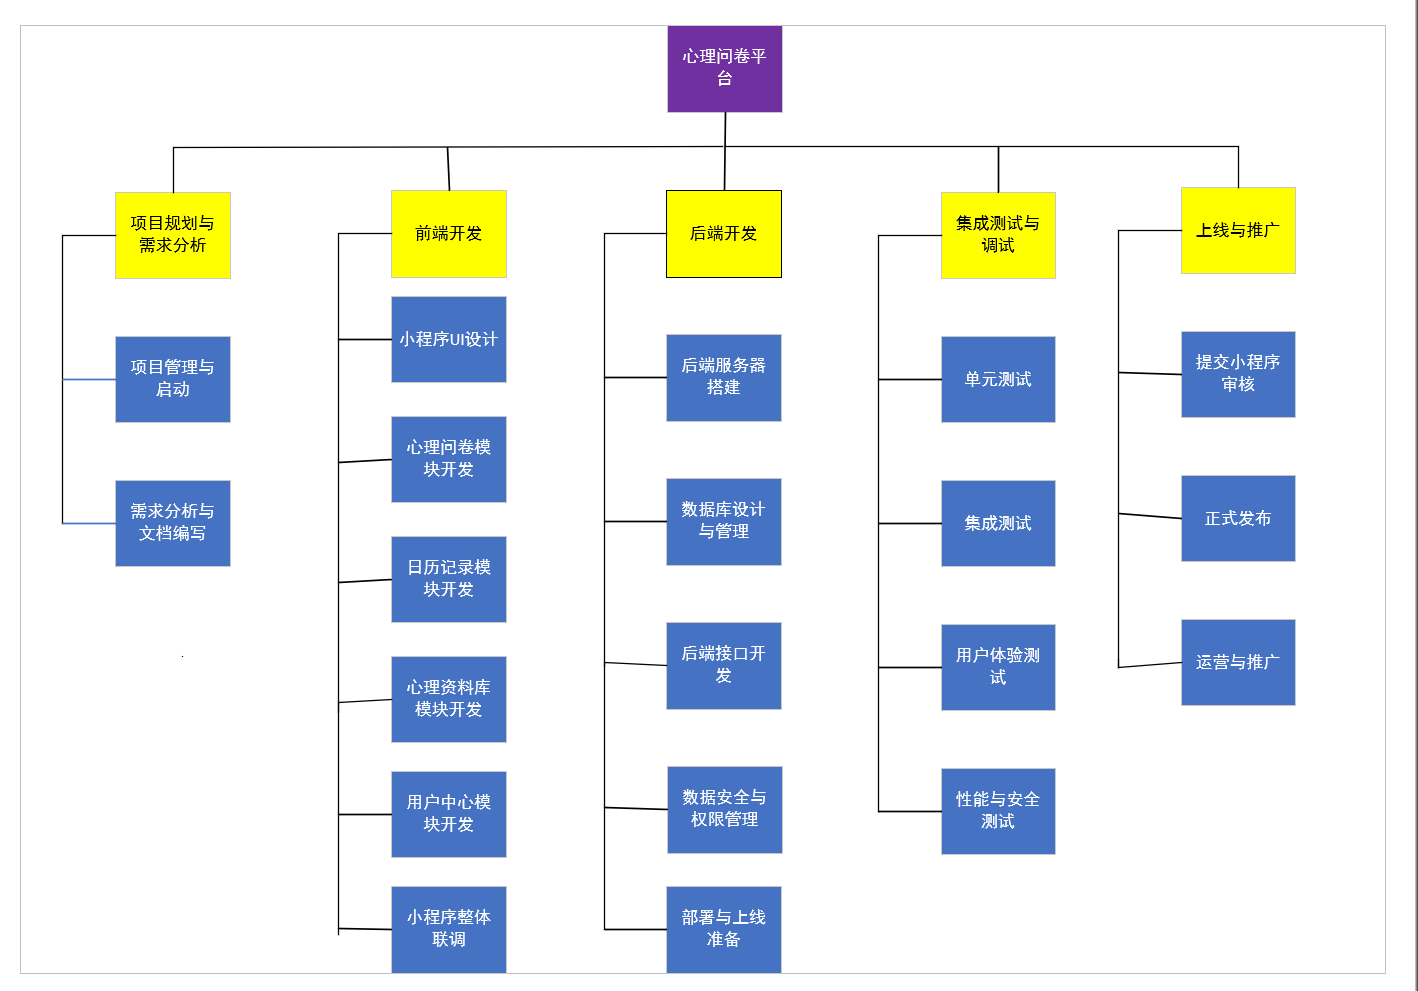 心理问卷平
台
项目规划与
需求分析
项目管理与
启动
需求分析与
文档编写
前端开发
小程序UI设计
心理问卷模
块开发
日历记录模
块开发
心理资料库
模块开发
用户中心模
块开发
小程序整体
联调
后端开发
后端服务器
搭建
数据库设计
与管理
后端接口开
发
数据安全与
权限管理
部署与上线
准备
集成测试与
调试
单元测试
集成测试
用户体验测
试
性能与安全
测试
上线与推广
提交小程序
审核
正式发布
运营与推广